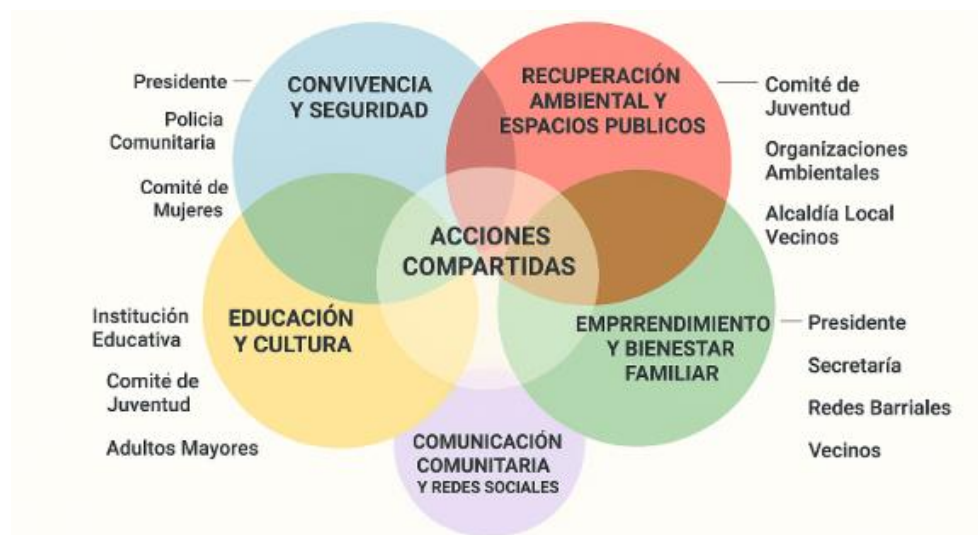 Presidente
Policia
Comunitaria
Comité de
Mujeres
CONVIVENCIA
Y SEGURIDAD
RECUPERACIÓN
AMBIENTAL Y
ESPACIOS PUBLICOS
Comité de
Juventud
Organizaciones
Ambientales
Alcaldía Local
Vecinos
ACCIONES
COMPARTIDAS
Institución
Educativa
Comité de
Juventud
Adultos Mayores
EDUCACIÓN
Y CULTURA
EMPRRENDIMIENTO
Y BIENESTAR
FAMILIAR
Presidente
Secretaría
Redes Barriales
Vecinos
COMUNICACIÓN
COMUNITARIA
Y REDES SOCIALES